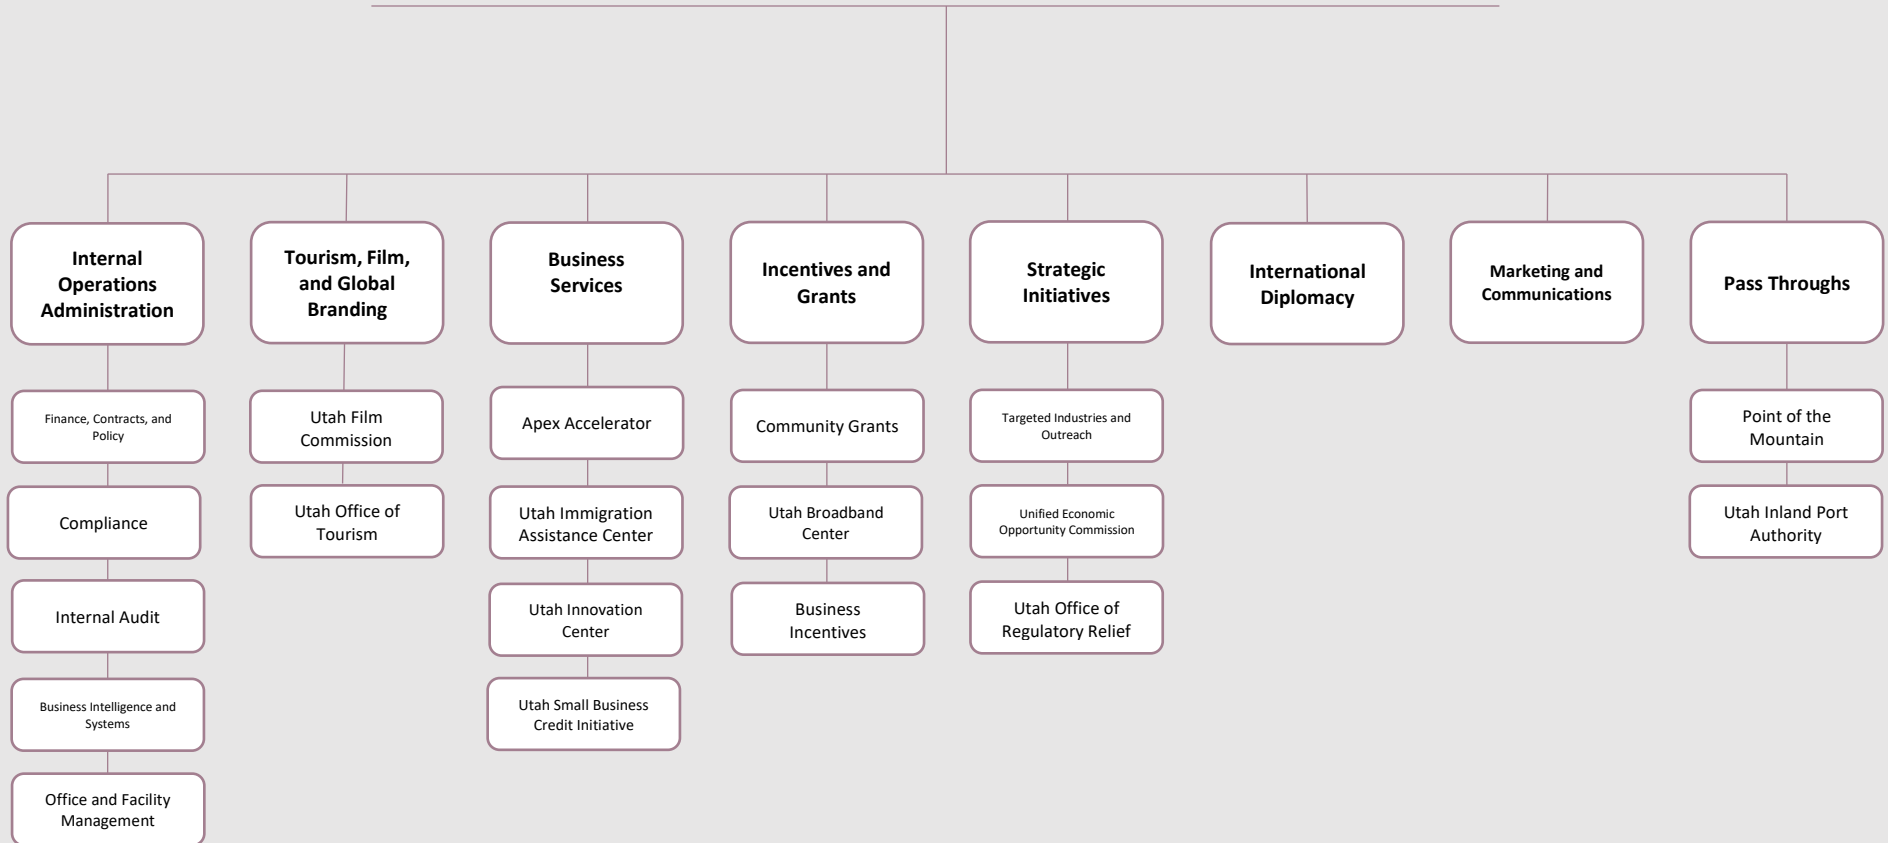 Internal
Operations
Administration
Tourism, Film,
and Global
Branding
Business
Services
Incentives and
Grants
Strategic
Initiatives
International
Diplomacy
Marketing and
Communications
Pass Throughs
Finance, Contracts, and
Policy
Compliance
Internal Audit
Business Intelligence and
Systems
Office and Facility
Management
Utah Film
Commission
Utah Office of
Tourism
Apex Accelerator
Utah Immigration
Assistance Center
Utah Innovation
Center
Utah Small Business
Credit Initiative
Community Grants
Utah Broadband
Center
Business
Incentives
Targeted Industries and
Outreach
Unified Economic
Opportunity Commission
Utah Office of
Regulatory Relief
Point of the
Mountain
Utah Inland Port
Authority